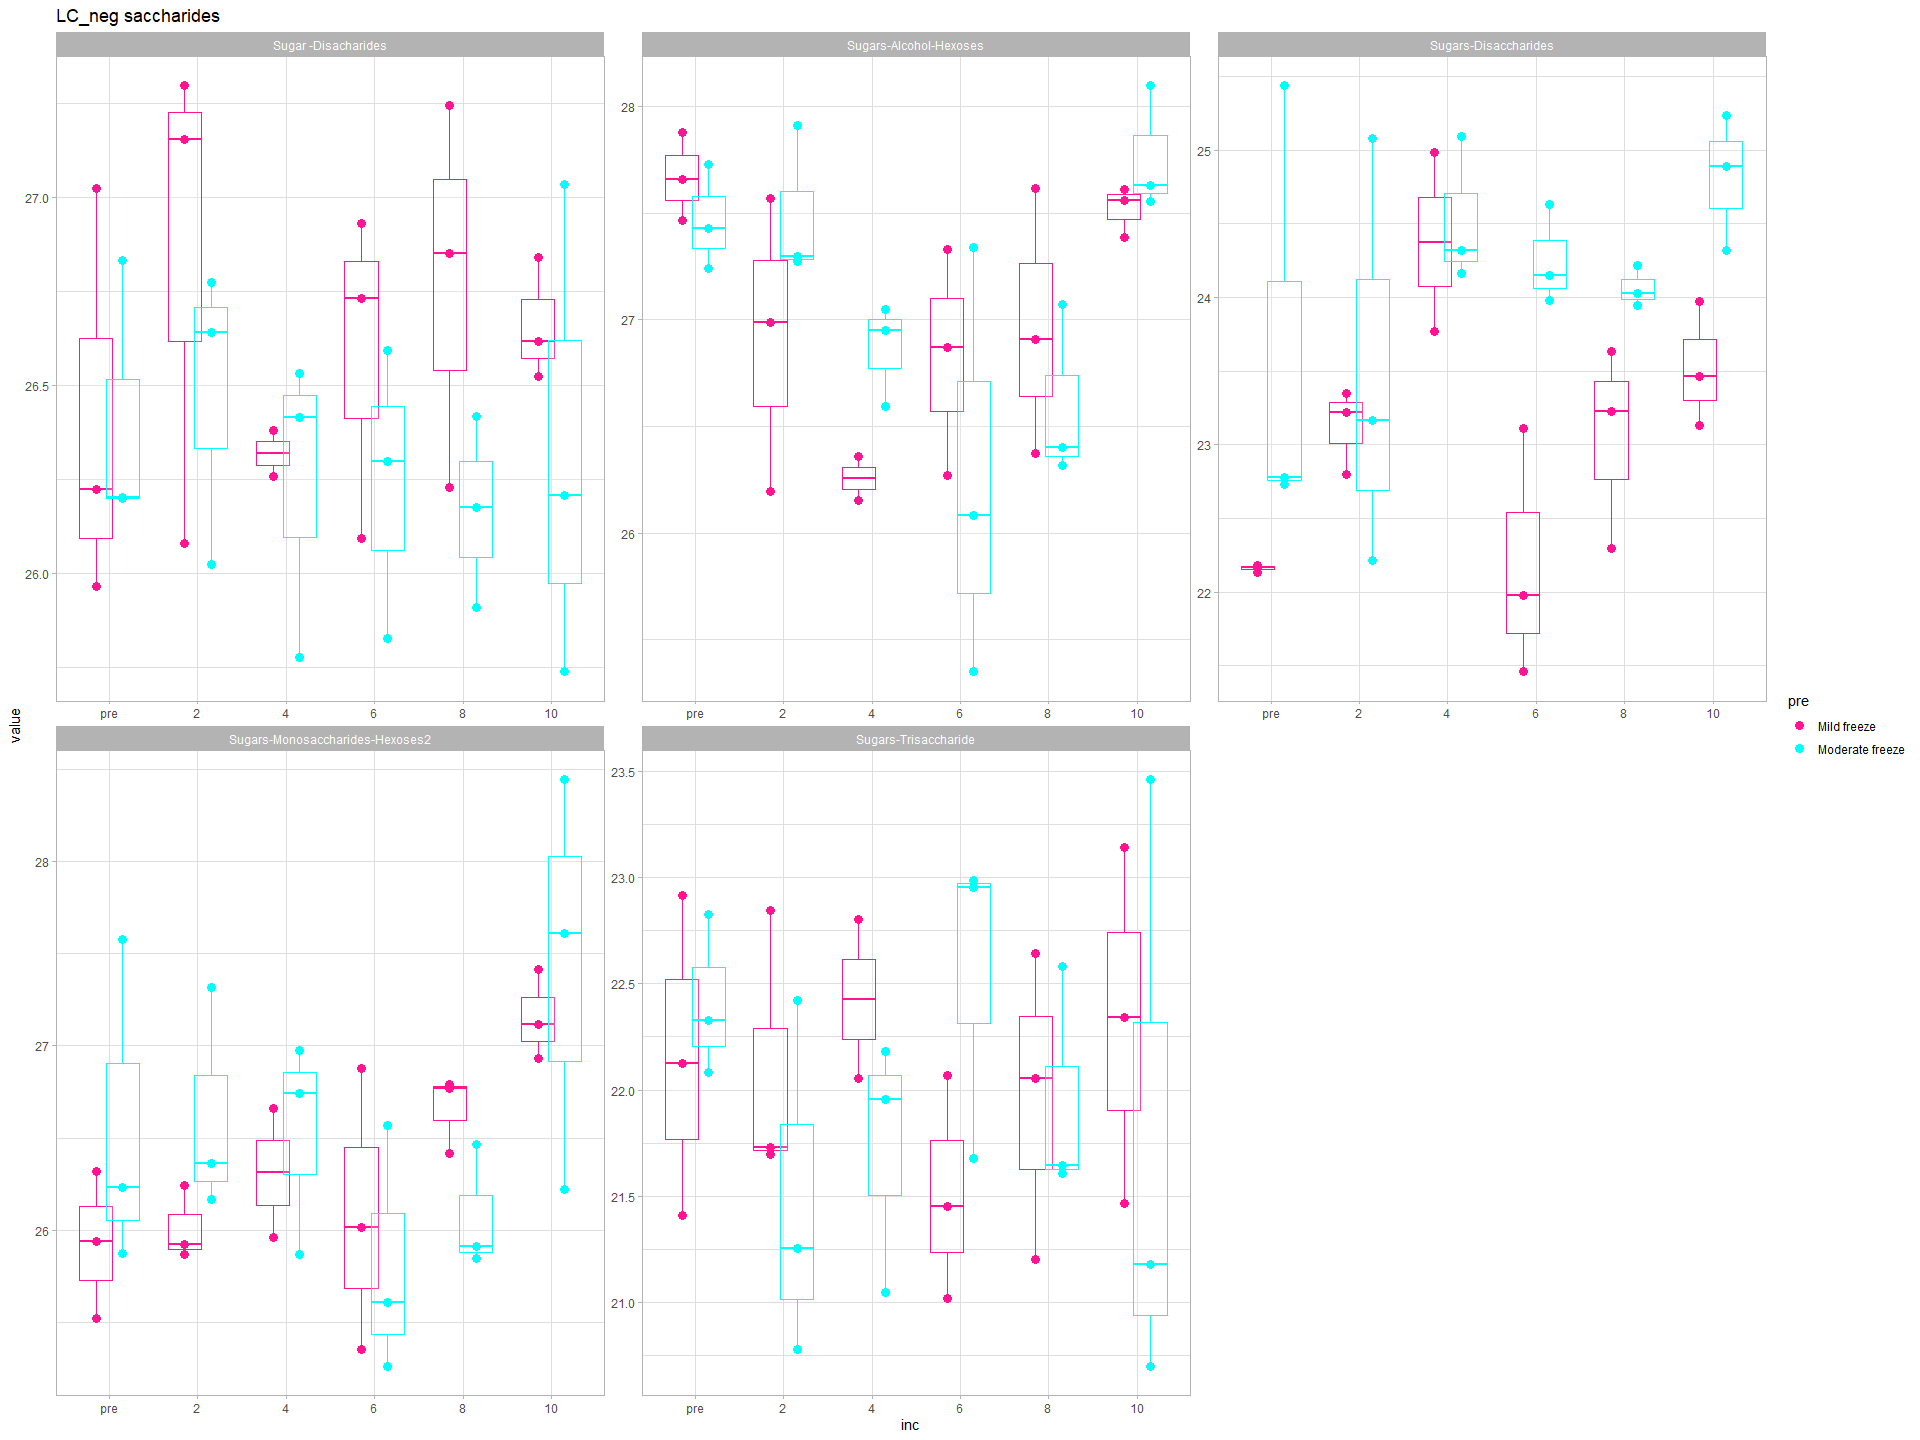 LC_neg saccharides
Sugar -Disacharides
Sugars-Alcohol-Hexoses
Sugars-Disaccharides
27.0
26.5
26.0
28
27
26
25
24
23
22
pre 2 4 6 8 10
pre 2 4 6 8 10
pre 2 4 6 8 10
value
pre
Mild freeze
Moderate freeze
Sugars-Monosaccharides-Hexoses2
Sugars-Trisaccharide
28
27
26
23.5
23.0
22.5
22.0
21.5
21.0
pre 2 4 6 8 10
pre 2 4 6 8 10
inc